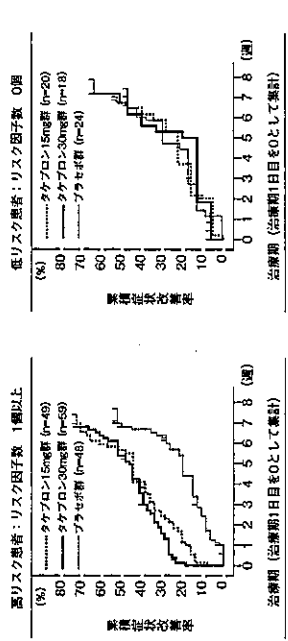 高リスク患者：リスク因子数 1個以上
(%)
80
70
60
50
40
30
20
10
0
累積症状改善率
タケプロン15mg群 (n=49)
タケプロン30mg群 (n=59)
プラセボ群 (n=48)
0 1 2 3 4 5 6 7 8 (週)
治療期 (治療期1日目を0として集計)
低リスク患者：リスク因子数 0個
(%)
80
70
60
50
40
30
20
10
0
累積症状改善率
タケプロン15mg群 (n=20)
タケプロン30mg群 (n=18)
プラセボ群 (n=24)
0 1 2 3 4 5 6 7 8 (週)
治療期 (治療期1日目を0として集計)